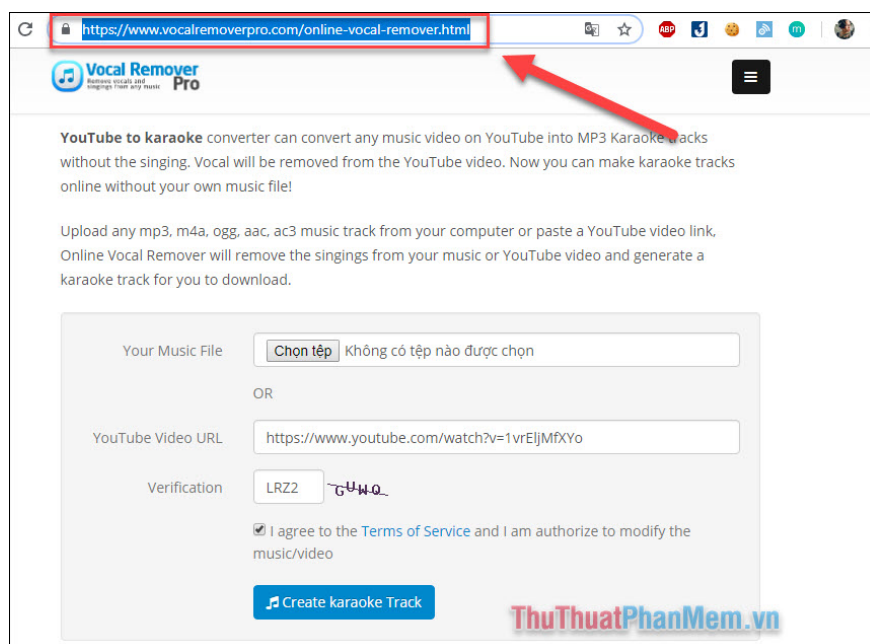 https://www.vocalremoverpro.com/online-vocal-remover.html
ABP
m
Vocal Remover
Remove vocals and
singings from any music
Pro
YouTube to karaoke converter can convert any music video on YouTube into MP3 Karaoke tracks
without the singing. Vocal will be removed from the YouTube video. Now you can make karaoke tracks
online without your own music file!
Upload any mp3, m4a, ogg, aac, ac3 music track from your computer or paste a YouTube video link,
Online Vocal Remover will remove the singings from your music or YouTube video and generate a
karaoke track for you to download.
Your Music File
Chọn tệp Không có tệp nào được chọn
OR
YouTube Video URL
https://www.youtube.com/watch?v=1vrEljMfXYo
Verification
LRZ2 GUWQ
I agree to the Terms of Service and I am authorize to modify the
music/video
Create karaoke Track
ThuThuatPhanMem.vn